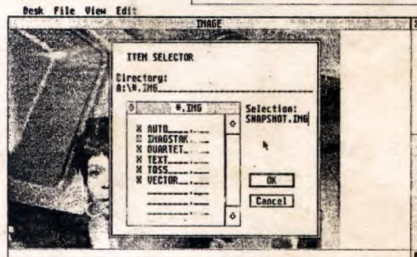 Desk File View Edit
IMAGE
ITEM SELECTOR
Directory:
A:\*.IMG
*.IMG
Selection:
SNAPSHOT.IMG
AUTO
IMAGSTAK
QUARTET
TEXT
TOSS
VECTOR
OK
Cancel